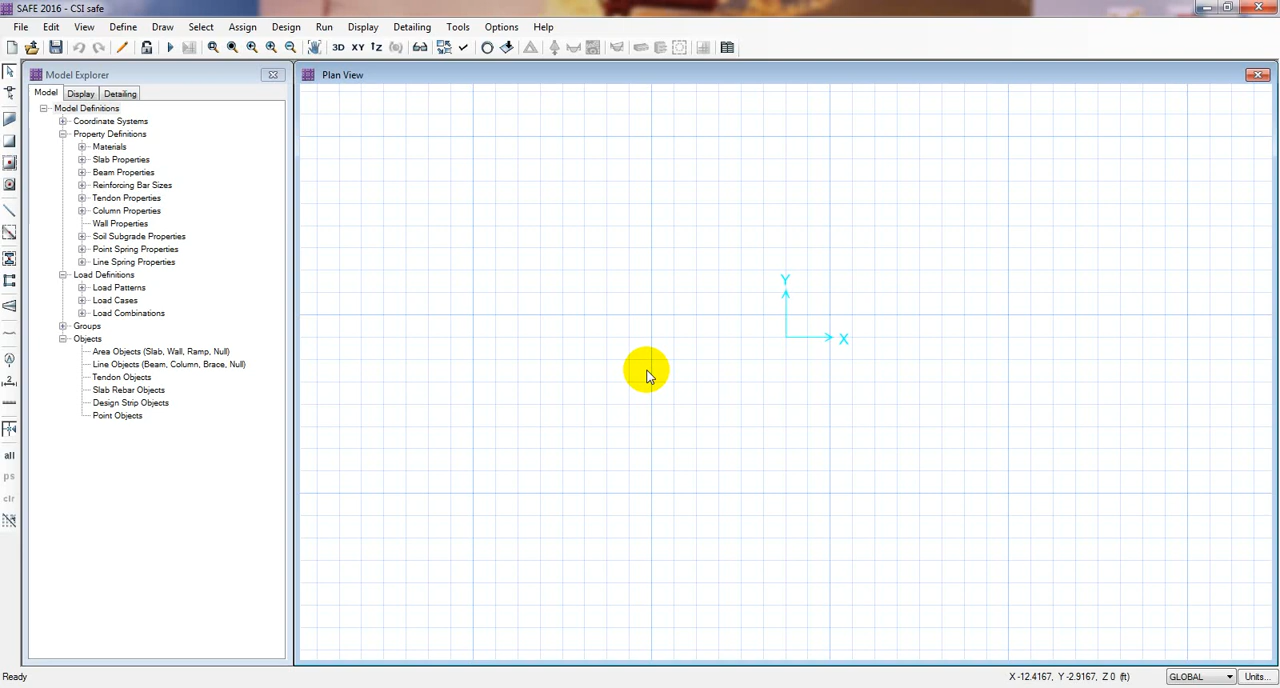 SAFE 2016 - CSI safe
File Edit View Define Draw Select Assign Design Run Display Detailing Tools Options Help
3D XY
Model Explorer
Plan View
Model Display Detailing
Model Definitions
Coordinate Systems
Property Definitions
Materials
Slab Properties
Beam Properties
Reinforcing Bar Sizes
Tendon Properties
Column Properties
Wall Properties
Soil Subgrade Properties
Point Spring Properties
Line Spring Properties
Load Definitions
Load Patterns
Load Cases
Load Combinations
Groups
Objects
Area Objects (Slab, Wall, Ramp, Null)
Line Objects (Beam, Column, Brace, Null)
Tendon Objects
Slab Rebar Objects
Design Strip Objects
Point Objects
Y
X
all
ps
clr
Ready
X -12.4167, Y -2.9167, Z 0 (ft)
GLOBAL
Units...